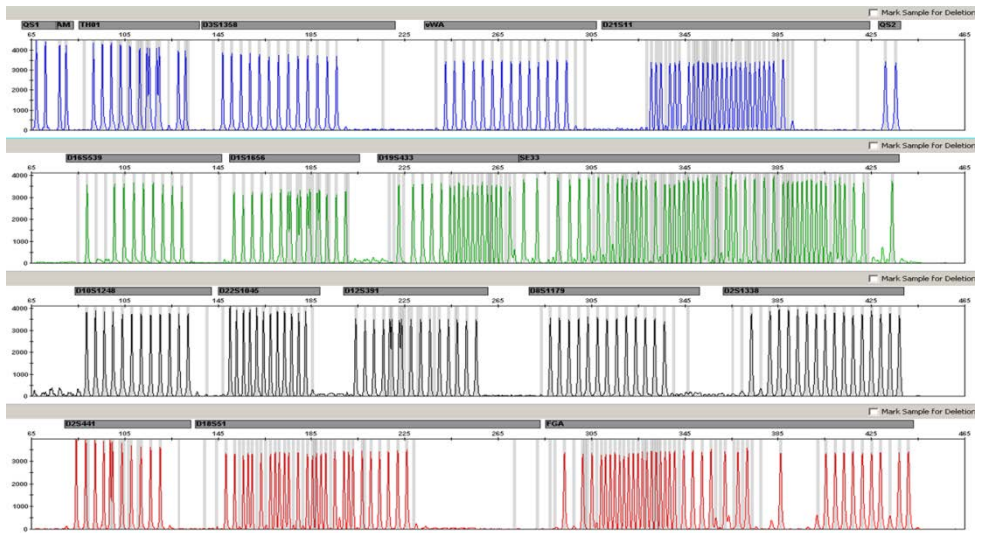 Mark Sample for Deletion
QS1 AM TH01 D3S1358 vWA D21S11 QS2
65 105 145 185 225 265 305 345 385 425 465
4000
3000
2000
1000
0
Mark Sample for Deletion
D16S539 D1S1656 D19S433 SE33
65 105 145 185 225 265 305 345 385 425 465
4000
3000
2000
1000
0
Mark Sample for Deletion
D10S1248 D22S1045 D12S391 D8S1179 D2S1338
65 105 145 185 225 265 305 345 385 425 465
4000
3000
2000
1000
0
Mark Sample for Deletion
D2S441 D18S51 FGA
65 105 145 185 225 265 305 345 385 425 465
3000
2000
1000
0